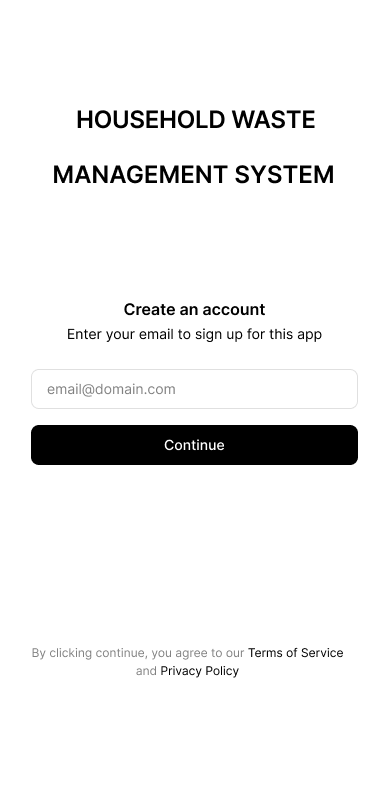 HOUSEHOLD WASTE
MANAGEMENT SYSTEM
Create an account
Enter your email to sign up for this app
email@domain.com
Continue
By clicking continue, you agree to our Terms of Service
and Privacy Policy